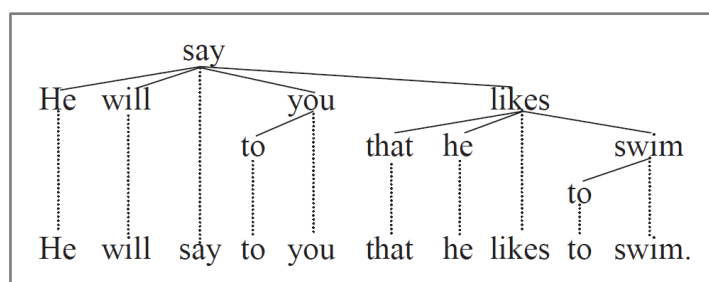 say
He will you likes
to that he swim
to
He will say to you that he likes to swim.